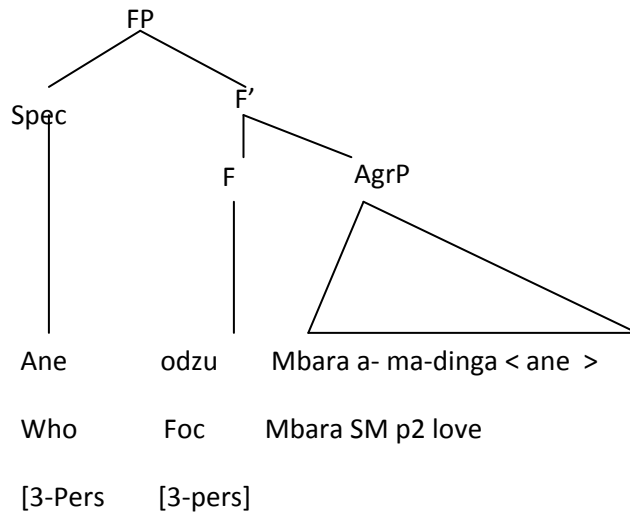 FP
Spec
F’
F
AgrP
Ane odzu Mbara a- ma-dinga < ane >
Who Foc Mbara SM p2 love
[3-Pers [3-pers]